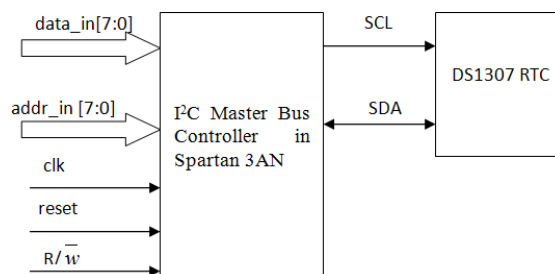 data_in[7:0]
addr_in [7:0]
clk
reset
R/w̅
I²C Master Bus
Controller in
Spartan 3AN
SCL
SDA
DS1307 RTC